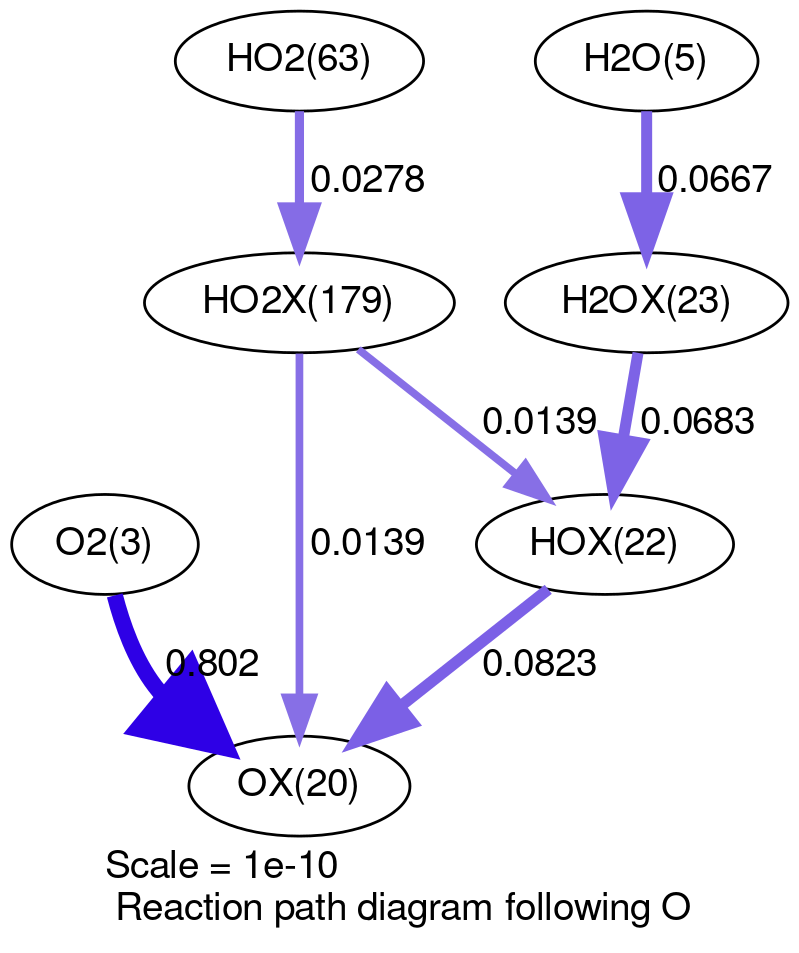 HO2(63)
H2O(5)
0.0278
0.0667
HO2X(179)
H2OX(23)
0.0139
0.0683
O2(3)
0.0139
HOX(22)
0.802
0.0823
OX(20)
Scale = 1e-10
Reaction path diagram following O